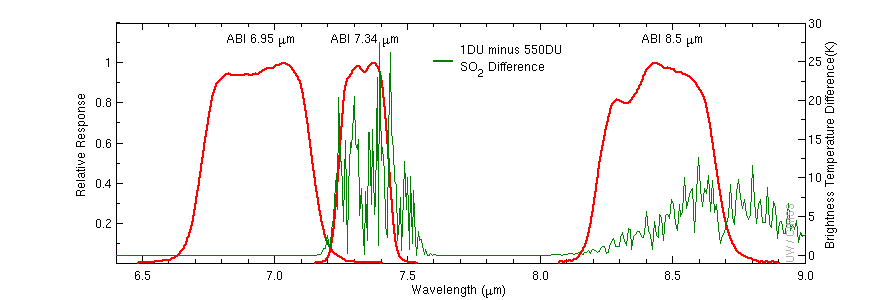 ABI 6.95 μm
ABI 7.34 μm
ABI 8.5 μm
1DU minus 550DU
SO2 Difference
Relative Response
1
0.8
0.6
0.4
0.2
30
25
20
15
10
5
0
Brightness Temperature Difference(K)
6.5
7.0
7.5
8.0
8.5
9.0
Wavelength (μm)